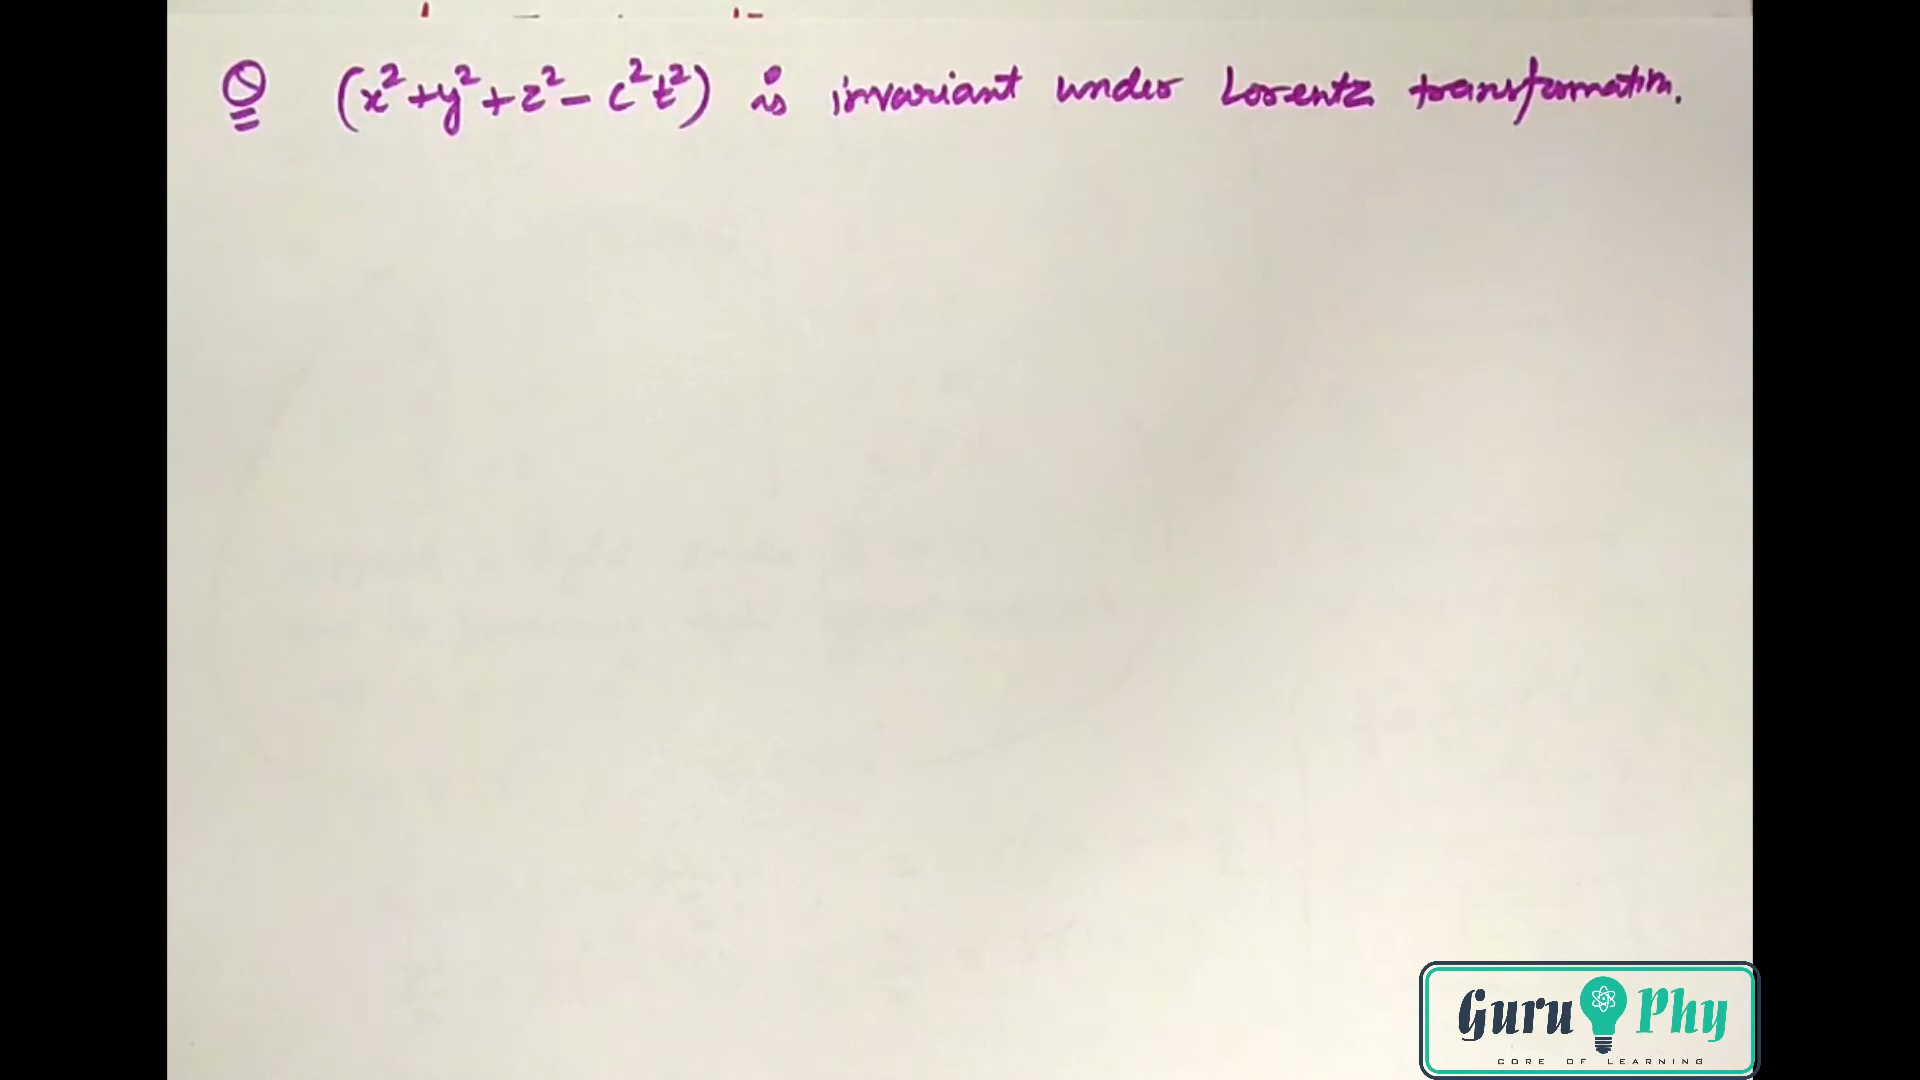 Q (x²+y²+z²-c²t²) is invariant under Lorentz transformation.
Guru Phy
CORE OF LEARNING